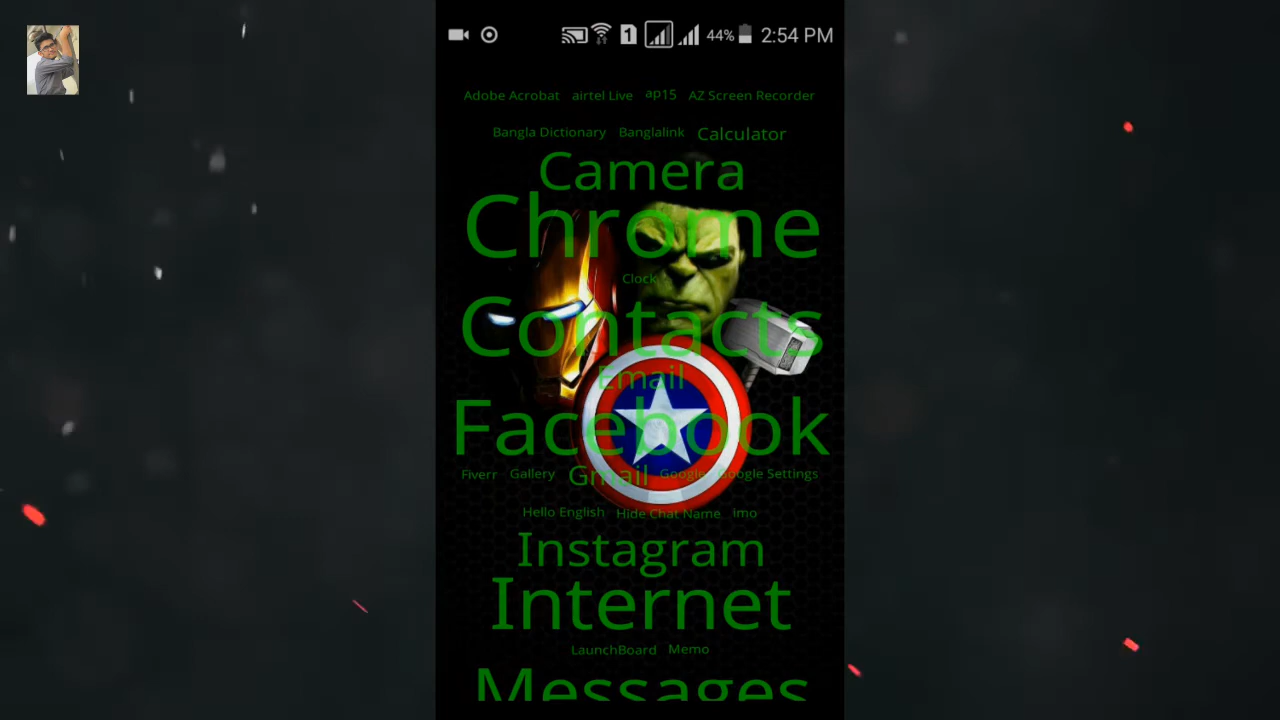 1 44% 2:54 PM
Adobe Acrobat airtel Live ap15 AZ Screen Recorder
Bangla Dictionary Banglalink Calculator
Camera
Chrome
Clock
Contacts
Email
Facebook
Fiverr Gallery Gmail Google Google Settings
Hello English Hide Chat Name imo
Instagram
Internet
LaunchBoard Memo
Messages